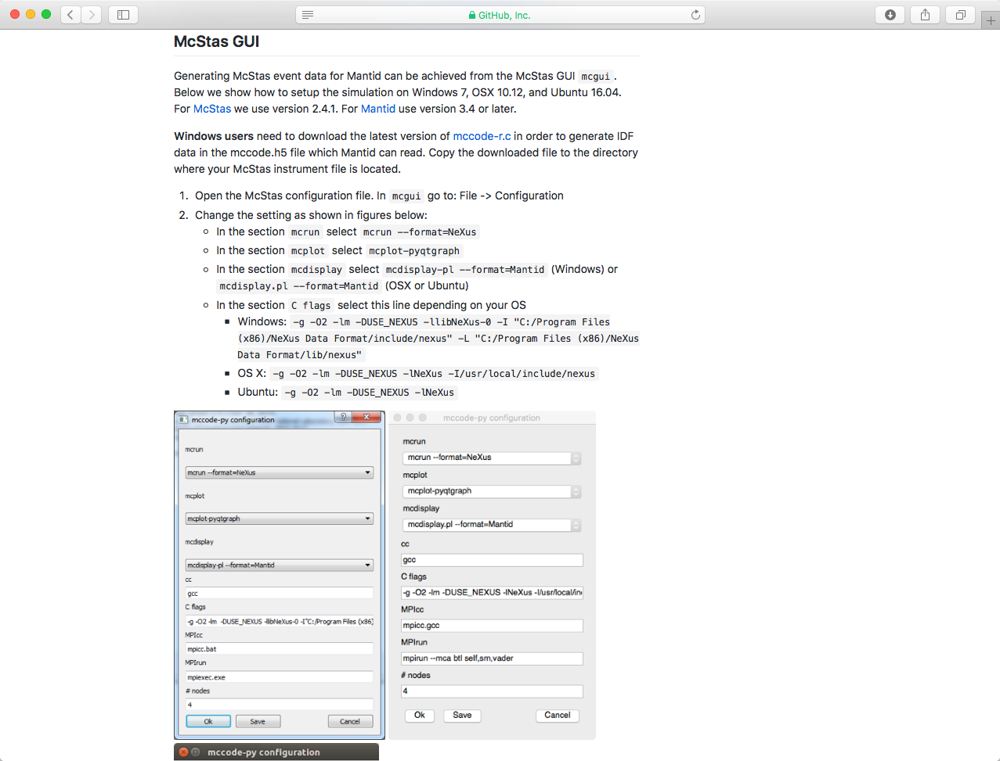 GitHub, Inc.
McStas GUI
Generating McStas event data for Mantid can be achieved from the McStas GUI mcgui .
Below we show how to setup the simulation on Windows 7, OSX 10.12, and Ubuntu 16.04.
For McStas we use version 2.4.1. For Mantid use version 3.4 or later.
Windows users need to download the latest version of mccode-r.c in order to generate IDF
data in the mccode.h5 file which Mantid can read. Copy the downloaded file to the directory
where your McStas instrument file is located.
1. Open the McStas configuration file. In mcgui go to: File -> Configuration
2. Change the setting as shown in figures below:
In the section mcrun select mcrun --format=NeXus
In the section mcplot select mcplot-pyqtgraph
In the section mcdisplay select mcdisplay-pl --format=Mantid (Windows) or
mcdisplay.pl --format=Mantid (OSX or Ubuntu)
In the section C flags select this line depending on your OS
Windows: -g -O2 -lm -DUSE_NEXUS -llibNeXus-0 -I "C:/Program Files
(x86)/NeXus Data Format/include/nexus" -L "C:/Program Files (x86)/NeXus
Data Format/lib/nexus"
OS X: -g -O2 -lm -DUSE_NEXUS -lNeXus -I/usr/local/include/nexus
Ubuntu: -g -O2 -lm -DUSE_NEXUS -lNeXus
mccode-py configuration
mcrun
mcrun --format=NeXus
mcplot
mcplot-pyqtgraph
mcdisplay
mcdisplay-pl --format=Mantid
cc
gcc
C flags
-g -O2 -lm -DUSE_NEXUS -llibNeXus-0 -I"C:/Program Files (x86)
MPIcc
mpicc.bat
MPIrun
mpiexec.exe
# nodes
4
Ok Save Cancel
mccode-py configuration
mcrun
mcrun --format=NeXus
mcplot
mcplot-pyqtgraph
mcdisplay
mcdisplay.pl --format=Mantid
cc
gcc
C flags
-g -O2 -lm -DUSE_NEXUS -lNeXus -I/usr/local/in
MPIcc
mpicc.gcc
MPIrun
mpirun --mca btl self,sm,vader
# nodes
4
Ok Save Cancel
mccode-py configuration